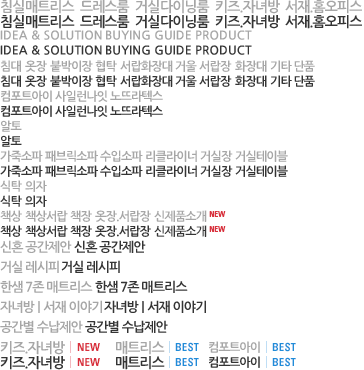 침실매트리스 드레스룸 거실다이닝룸 키즈.자녀방 서재.홈오피스
침실매트리스 드레스룸 거실다이닝룸 키즈.자녀방 서재.홈오피스
IDEA & SOLUTION BUYING GUIDE PRODUCT
IDEA & SOLUTION BUYING GUIDE PRODUCT
침대 옷장 붙박이장 협탁 서랍화장대 거울 서랍장 화장대 기타 단품
침대 옷장 붙박이장 협탁 서랍화장대 거울 서랍장 화장대 기타 단품
컴포트아이 사일런나잇 노뜨라텍스
컴포트아이 사일런나잇 노뜨라텍스
알토
알토
가죽소파 패브릭소파 수입소파 리클라이너 거실장 거실테이블
가죽소파 패브릭소파 수입소파 리클라이너 거실장 거실테이블
식탁 의자
식탁 의자
책상 책상서랍 책장 옷장.서랍장 신제품소개 NEW
책상 책상서랍 책장 옷장.서랍장 신제품소개 NEW
신혼 공간제안 신혼 공간제안
거실 레시피 거실 레시피
한샘 7존 매트리스 한샘 7존 매트리스
자녀방 | 서재 이야기 자녀방 | 서재 이야기
공간별 수납제안 공간별 수납제안
키즈.자녀방 | NEW 매트리스 | BEST 컴포트아이 | BEST
키즈.자녀방 | NEW 매트리스 | BEST 컴포트아이 | BEST